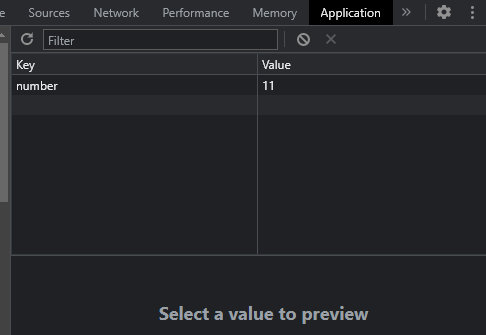 e Sources Network Performance Memory Application »
Filter
Key Value
number 11
Select a value to preview